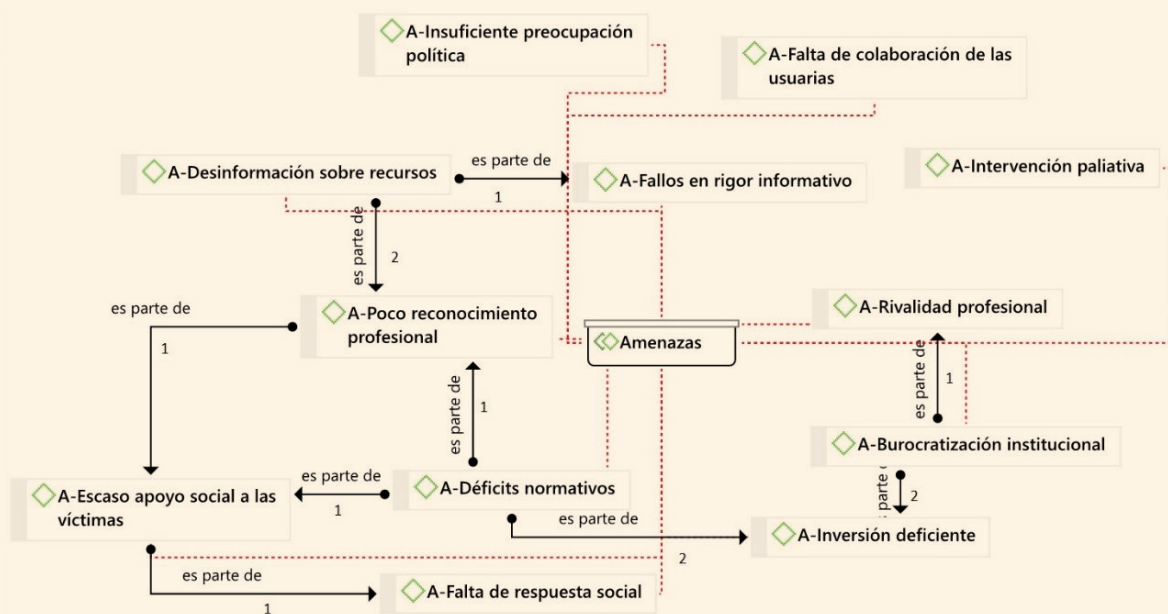 A-Insuficiente preocupación
política
A-Falta de colaboración de las
usuarias
es parte de
A-Desinformación sobre recursos
1
A-Fallos en rigor informativo
A-Intervención paliativa
es parte de
2
es parte de
A-Poco reconocimiento
profesional
1
Amenazas
A-Rivalidad profesional
es parte de
1
es parte de
1
A-Burocratización institucional
es parte de
A-Escaso apoyo social a las
víctimas
1
A-Déficits normativos
es parte de
2
es parte d
2
A-Inversión deficiente
es parte de
1
A-Falta de respuesta social